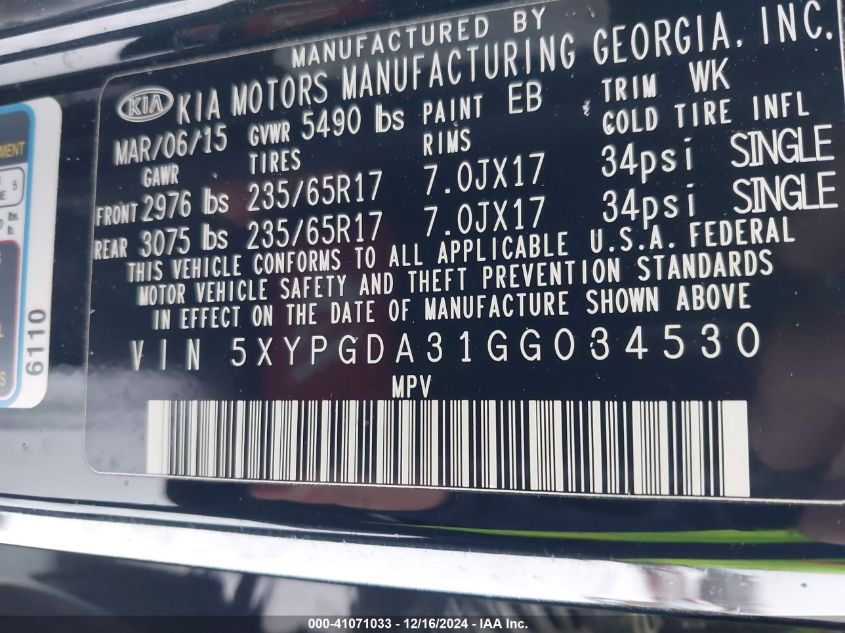 MANUFACTURED BY
KIA KIA MOTORS MANUFACTURING GEORGIA, INC.
MAR/06/15 GVWR 5490 lbs PAINT EB TRIM WK
GAWR TIRES RIMS COLD TIRE INFL
FRONT 2976 lbs 235/65R17 7.0JX17 34psi SINGLE
REAR 3075 lbs 235/65R17 7.0JX17 34psi SINGLE
THIS VEHICLE CONFORMS TO ALL APPLICABLE U.S.A. FEDERAL
MOTOR VEHICLE SAFETY AND THEFT PREVENTION STANDARDS
IN EFFECT ON THE DATE OF MANUFACTURE SHOWN ABOVE
VIN 5XYPGDA31GG034530
MPV
6110
000-41071033 - 12/16/2024 - IAA Inc.